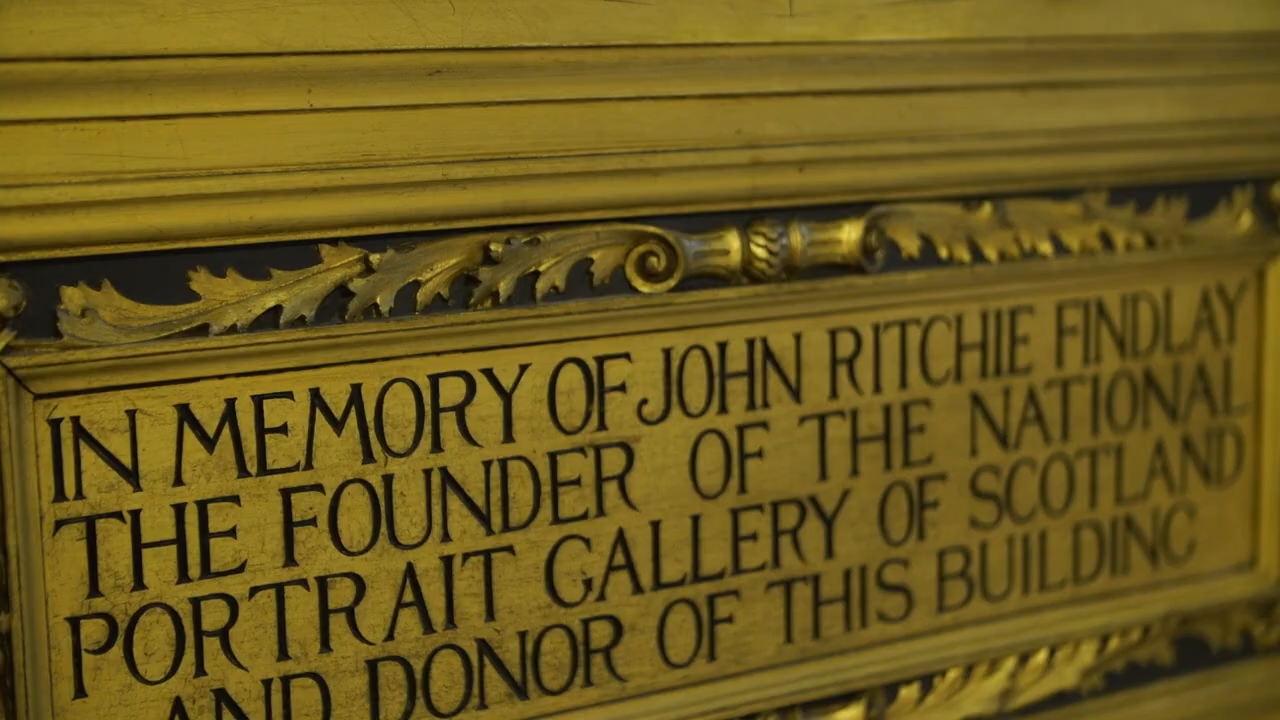 IN MEMORY OF JOHN RITCHIE FINDLAY
THE FOUNDER OF THE NATIONAL
PORTRAIT GALLERY OF SCOTLAND
AND DONOR OF THIS BUILDING